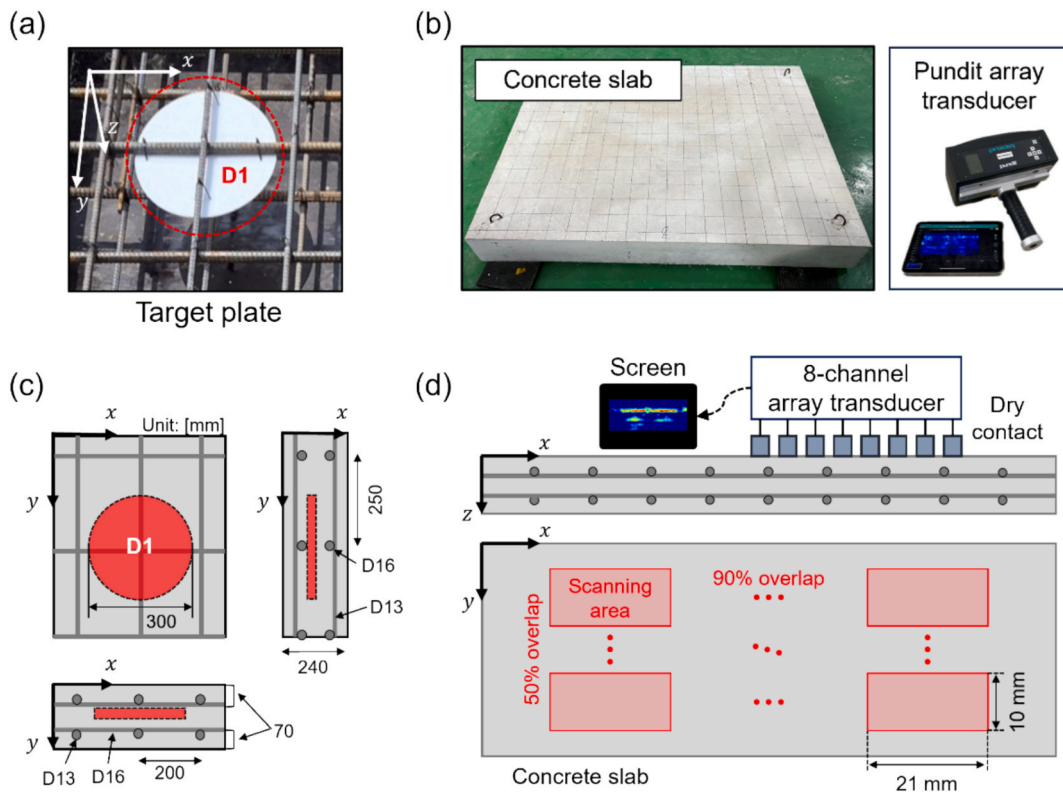 (a)
x
z
y
D1
Target plate
(b)
Concrete slab
Pundit array
transducer
(c)
Unit: [mm]
x
y
D1
300
x
y
250
D16
D13
240
x
y
70
D13
D16
200
(d)
Screen
8-channel
array transducer
Dry
contact
x
z
x
y
Scanning
area
90% overlap
50% overlap
10 mm
21 mm
Concrete slab